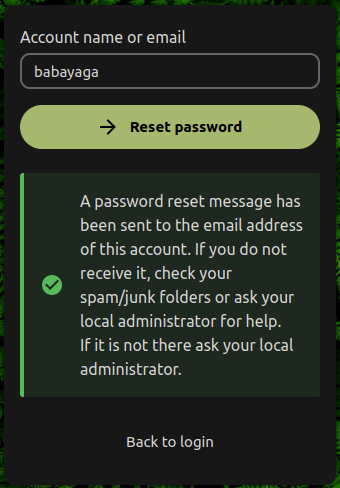 Account name or email
babayaga
Reset password
A password reset message has
been sent to the email address
of this account. If you do not
receive it, check your
spam/junk folders or ask your
local administrator for help.
If it is not there ask your local
administrator.
Back to login